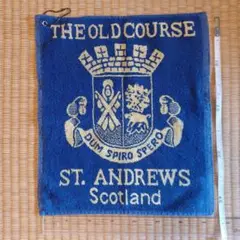 THE OLD COURSE
DUM SPIRO SPERO
ST. ANDREWS
Scotland